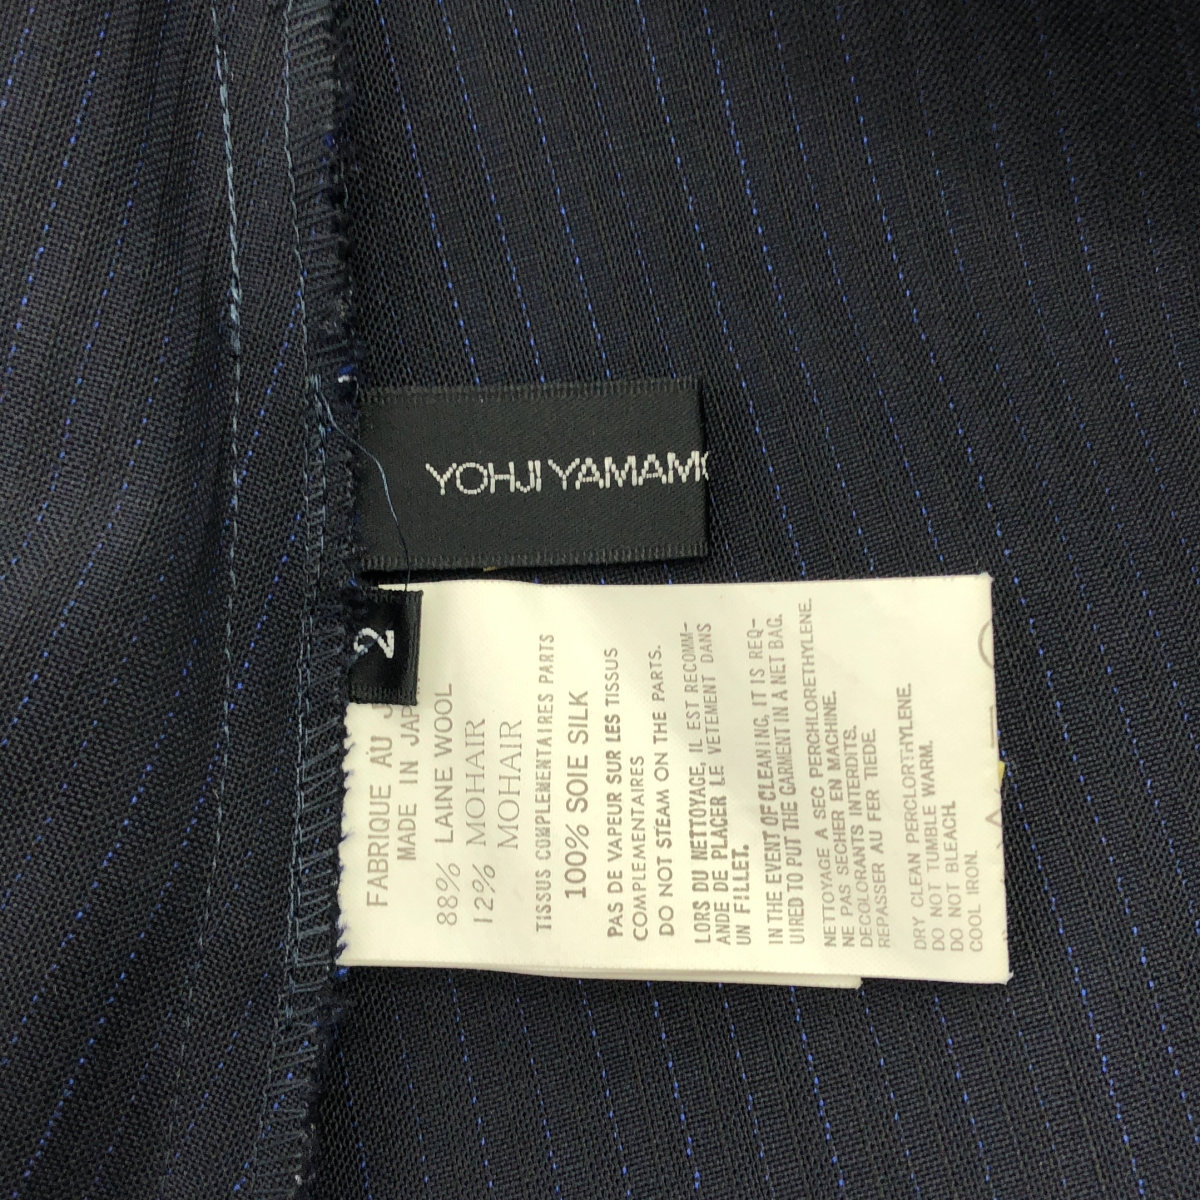 YOHJI YAMAM
2
FABRIQUE AU J
MADE IN JAP
88% LAINE WOOL
12% MOHAIR
MOHAIR
TISSUS COMPLEMENTAIRES PARTS
100% SOIE SILK
PAS DE VAPEUR SUR LES TISSUS
COMPLEMENTAIRES
DO NOT STEAM ON THE PARTS.
LORS DU NETTOYAGE, IL EST RECOMM-
ANDE DE PLACER LE VETEMENT DANS
UN FILLET.
IN THE EVENT OF CLEANING, IT IS REQ-
UIRED TO PUT THE GARMENT IN A NET BAG.
NETTOYAGE A SEC PERCHLORETHYLENE.
NE PAS SECHER EN MACHINE.
DECOLORANTS INTERDITS.
REPASSER AU FER TIEDE.
DRY CLEAN PERCLORTHYLENE.
DO NOT TUMBLE WARM.
DO NOT BLEACH.
COOL IRON.